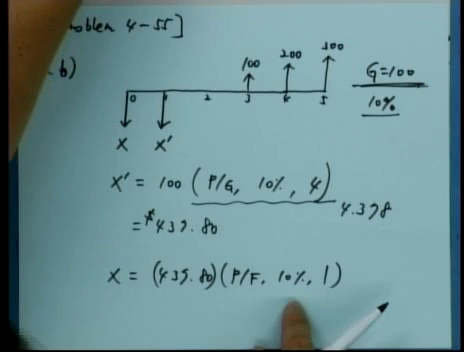 roblem 4-55]
b)
100 200 300
G=100
10%
0 1 2 3 4 5
X X'
X' = 100 (P/G, 10%, 4)
4.378
= $437.80
X = (437.80)(P/F, 10%, 1)